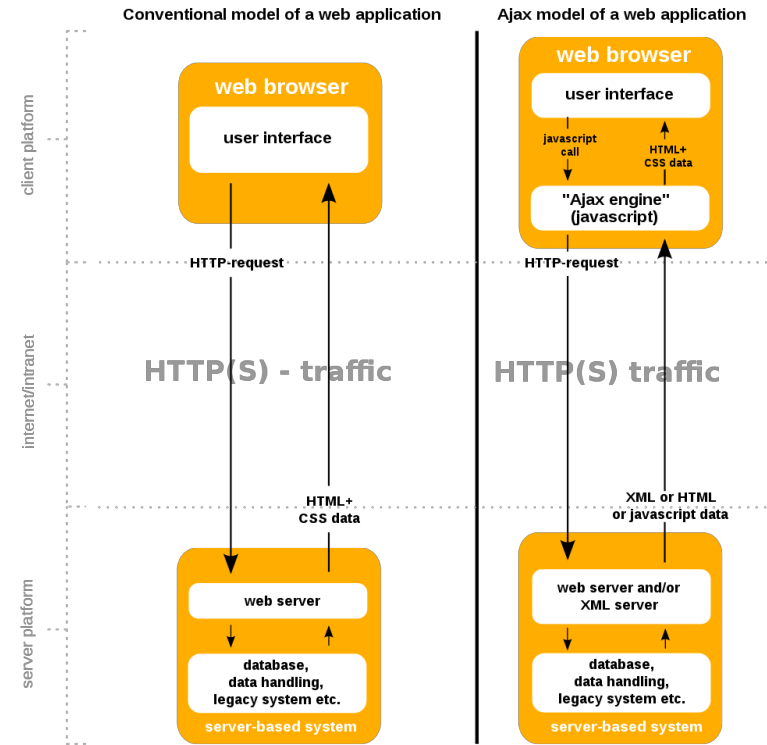 Conventional model of a web application
web browser
user interface
HTTP-request
HTTP(S) - traffic
HTML+
CSS data
web server
database,
data handling,
legacy system etc.
server-based system
Ajax model of a web application
web browser
user interface
javascript
call
HTML+
CSS data
"Ajax engine"
(javascript)
HTTP-request
HTTP(S) traffic
XML or HTML
or javascript data
web server and/or
XML server
database,
data handling,
legacy system etc.
server-based system
client platform
internet/intranet
server platform